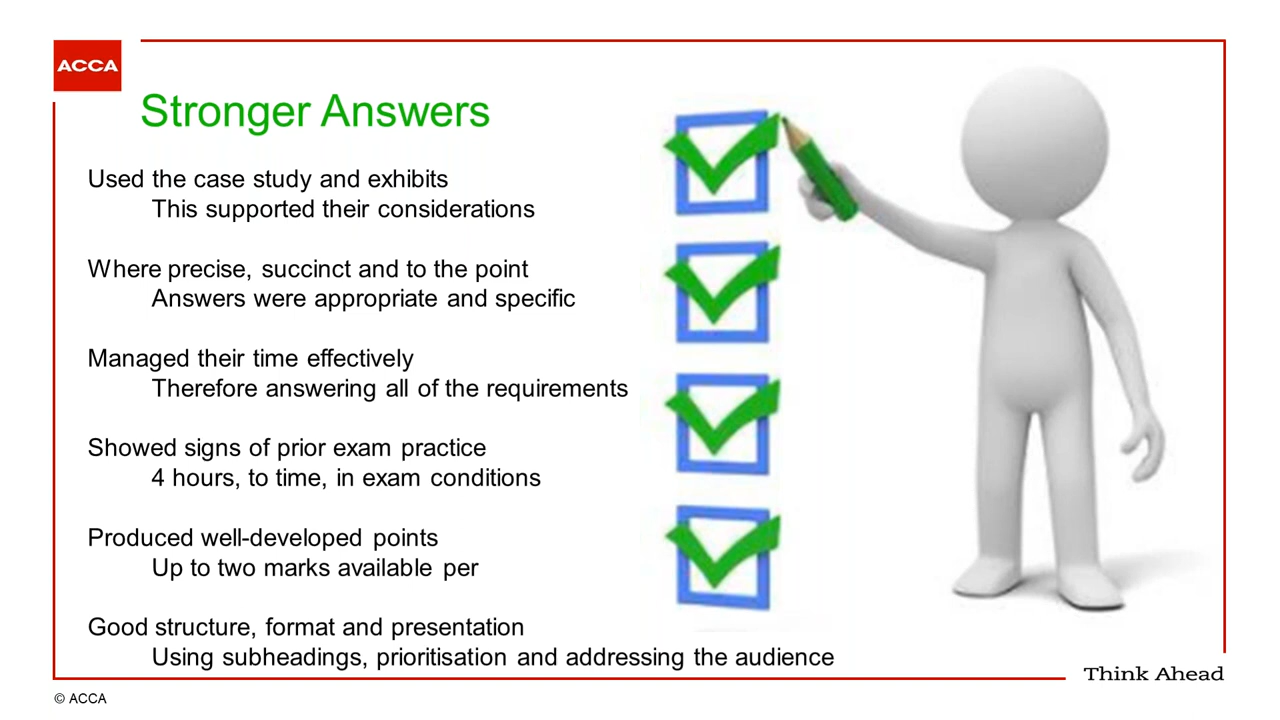 ACCA
Stronger Answers
Used the case study and exhibits
This supported their considerations
Where precise, succinct and to the point
Answers were appropriate and specific
Managed their time effectively
Therefore answering all of the requirements
Showed signs of prior exam practice
4 hours, to time, in exam conditions
Produced well-developed points
Up to two marks available per
Good structure, format and presentation
Using subheadings, prioritisation and addressing the audience
Think Ahead
© ACCA